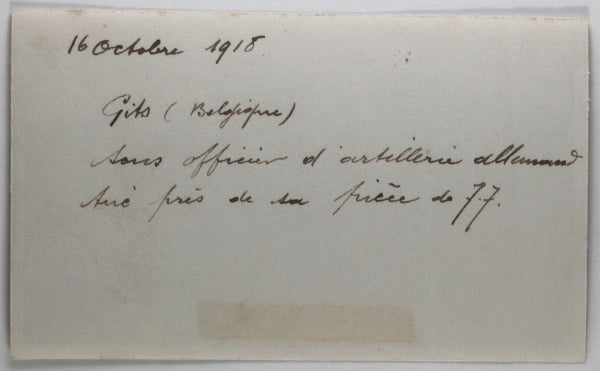 16 Octobre 1918
Gits (Belgique)
sous officier d'artillerie allemand
tué près de sa pièce de 77.